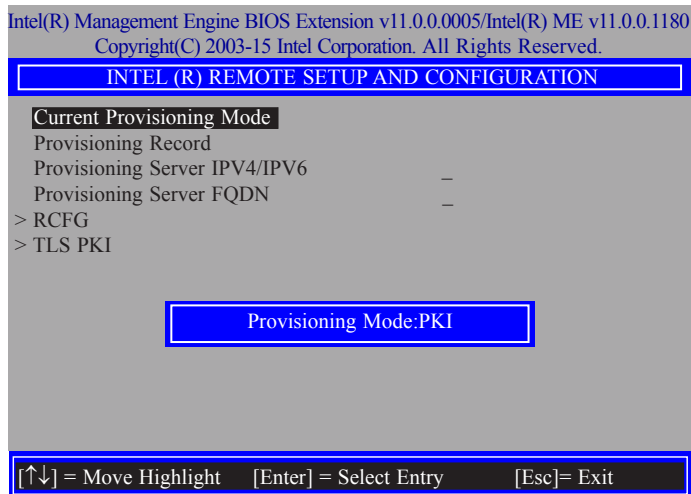 Intel(R) Management Engine BIOS Extension v11.0.0.0005/Intel(R) ME v11.0.0.1180
Copyright(C) 2003-15 Intel Corporation. All Rights Reserved.
INTEL (R) REMOTE SETUP AND CONFIGURATION
Current Provisioning Mode
Provisioning Record
Provisioning Server IPV4/IPV6 _
Provisioning Server FQDN _
> RCFG
> TLS PKI
Provisioning Mode:PKI
[↑↓] = Move Highlight [Enter] = Select Entry [Esc]= Exit